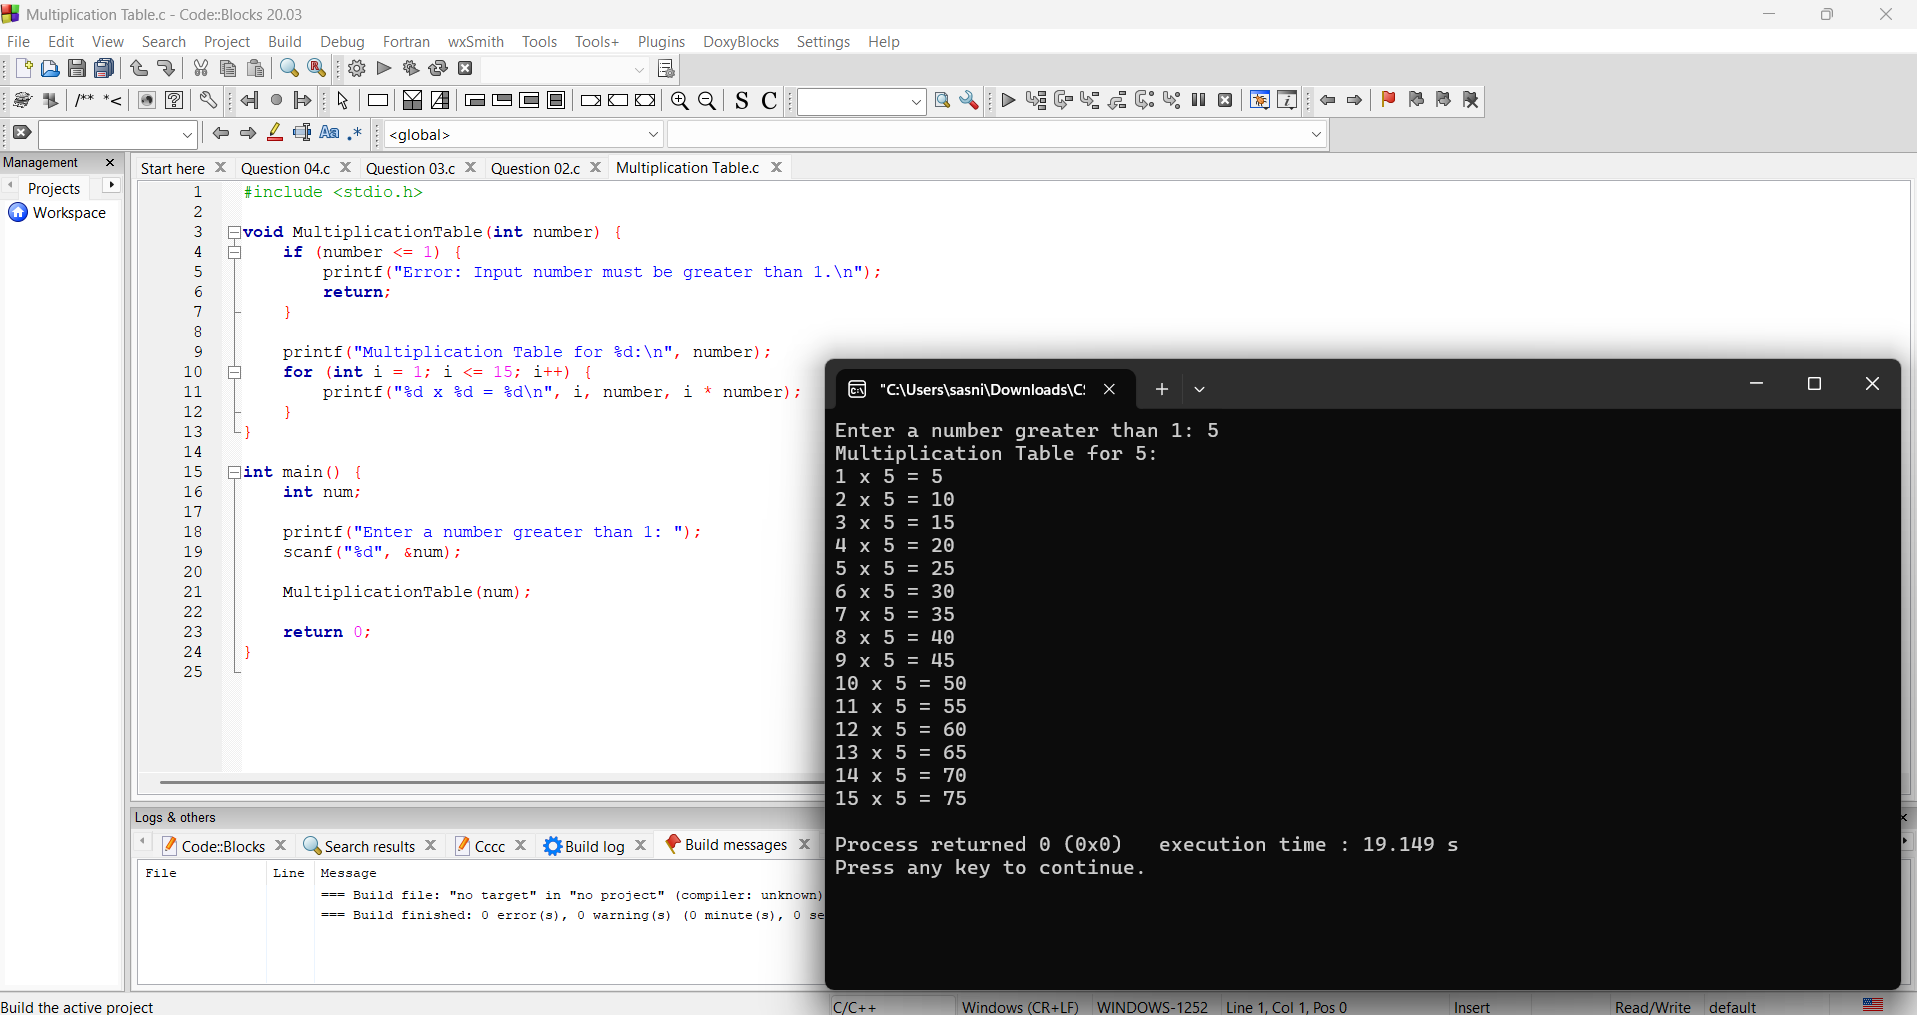 Multiplication Table.c - Code::Blocks 20.03
File Edit View Search Project Build Debug Fortran wxSmith Tools Tools+ Plugins DoxyBlocks Settings Help
/** *<
S C
Aa .*
<global>
Management
Projects
Workspace
Start here Question 04.c Question 03.c Question 02.c Multiplication Table.c
1 #include <stdio.h>
2
3 void MultiplicationTable(int number) {
4 if (number <= 1) {
5 printf("Error: Input number must be greater than 1.\n");
6 return;
7 }
8
9 printf("Multiplication Table for %d:\n", number);
10 for (int i = 1; i <= 15; i++) {
11 printf("%d x %d = %d\n", i, number, i * number);
12 }
13 }
14
15 int main() {
16 int num;
17
18 printf("Enter a number greater than 1: ");
19 scanf("%d", &num);
20
21 MultiplicationTable(num);
22
23 return 0;
24 }
25
"C:\Users\sasni\Downloads\C
Enter a number greater than 1: 5
Multiplication Table for 5:
1 x 5 = 5
2 x 5 = 10
3 x 5 = 15
4 x 5 = 20
5 x 5 = 25
6 x 5 = 30
7 x 5 = 35
8 x 5 = 40
9 x 5 = 45
10 x 5 = 50
11 x 5 = 55
12 x 5 = 60
13 x 5 = 65
14 x 5 = 70
15 x 5 = 75
Process returned 0 (0x0) execution time : 19.149 s
Press any key to continue.
Logs & others
Code::Blocks Search results Cccc Build log Build messages
File Line Message
=== Build file: "no target" in "no project" (compiler: unknown)
=== Build finished: 0 error(s), 0 warning(s) (0 minute(s), 0 se
Build the active project C/C++ Windows (CR+LF) WINDOWS-1252 Line 1, Col 1, Pos 0 Insert Read/Write default